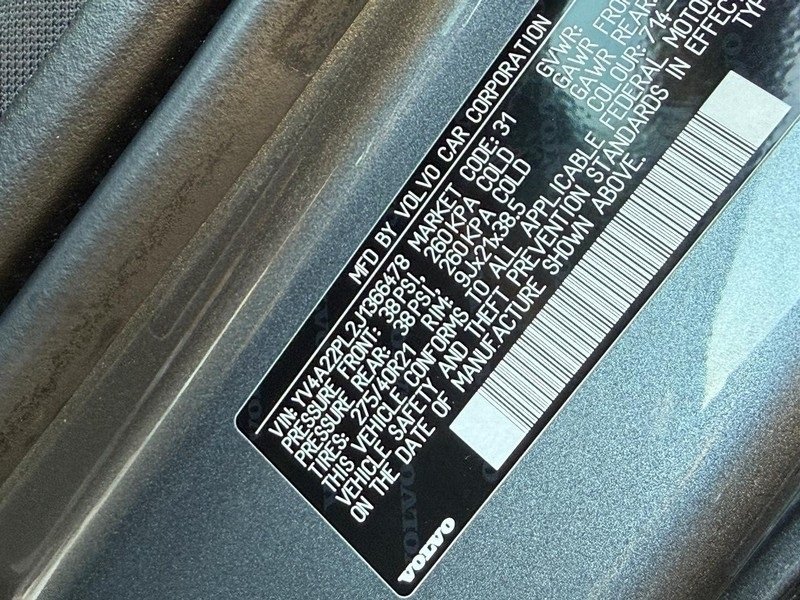 MFD BY VOLVO CAR CORPORATION
GVWR:
GAWR FRO
GAWR REAR
COLOUR: 714-
VIN: YV4A22PL2J1366478 MARKET CODE: 31
PRESSURE FRONT: 38PSI 260KPA COLD
PRESSURE REAR: 38PSI 260KPA COLD
TIRES: 275/40R21 RIM: 9Jx21x38.5
THIS VEHICLE CONFORMS TO ALL APPLICABLE FEDERAL MOTOR
VEHICLE SAFETY AND THEFT PREVENTION STANDARDS IN EFFECT
ON THE DATE OF MANUFACTURE SHOWN ABOVE.
TYP
VOLVO